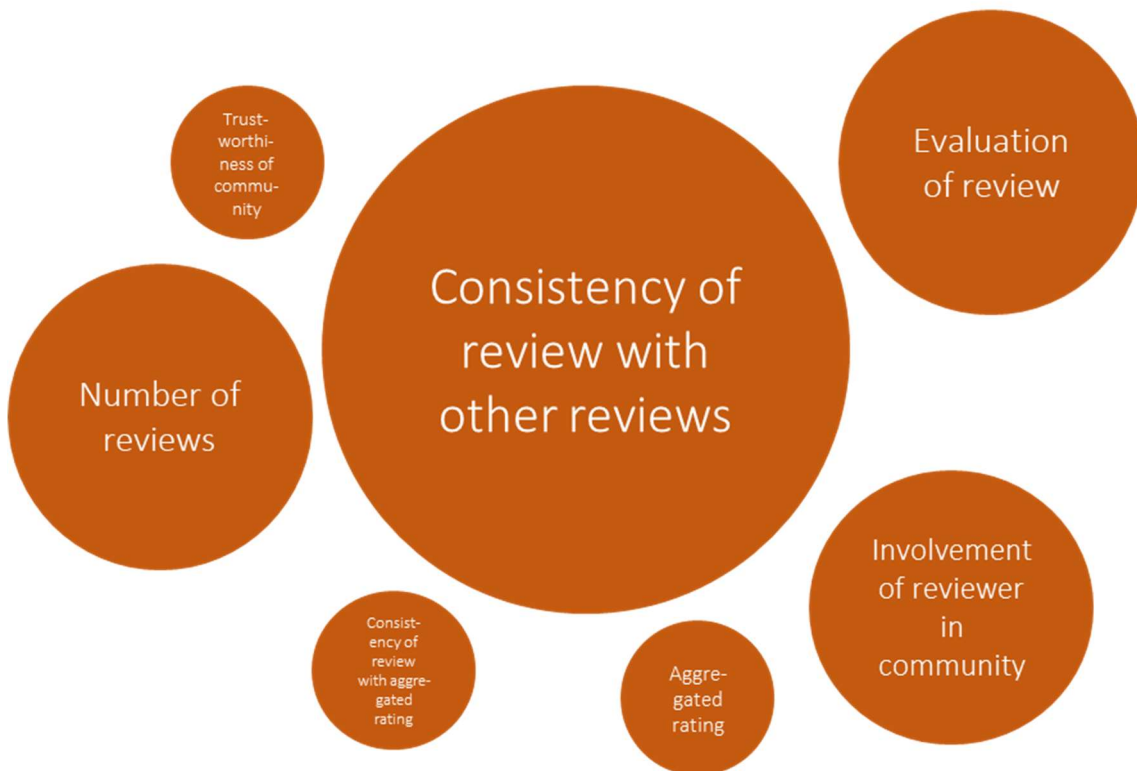 Trust-
worthi-
ness of
commu-
nity
Evaluation
of review
Consistency of
review with
other reviews
Number of
reviews
Involvement
of reviewer
in
community
Consist-
ency of
review
with aggre-
gated
rating
Aggre-
gated
rating